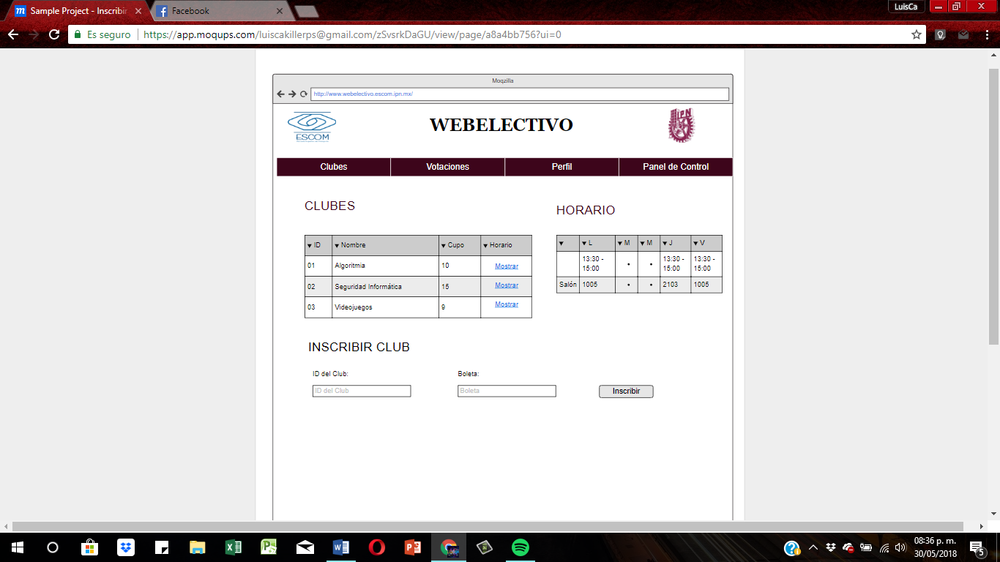 LuisCa
Sample Project - Inscribir
Facebook
Es seguro
https://app.moqups.com/luiscakillerps@gmail.com/zSvsrkDaGU/view/page/a8a4bb756?ui=0
Moqzilla
http://www.webelectivo.escom.ipn.mx/
ESCOM
WEBELECTIVO
IPN
Clubes Votaciones Perfil Panel de Control
CLUBES
ID Nombre Cupo Horario
01 Algoritmia 10 Mostrar
02 Seguridad Informática 15 Mostrar
03 Videojuegos 9 Mostrar
HORARIO
L M M J V
13:30 - 15:00 • • 13:30 - 15:00 13:30 - 15:00
Salón 1005 • • 2103 1005
INSCRIBIR CLUB
ID del Club: Boleta:
ID del Club Boleta Inscribir
08:36 p. m.
30/05/2018
5